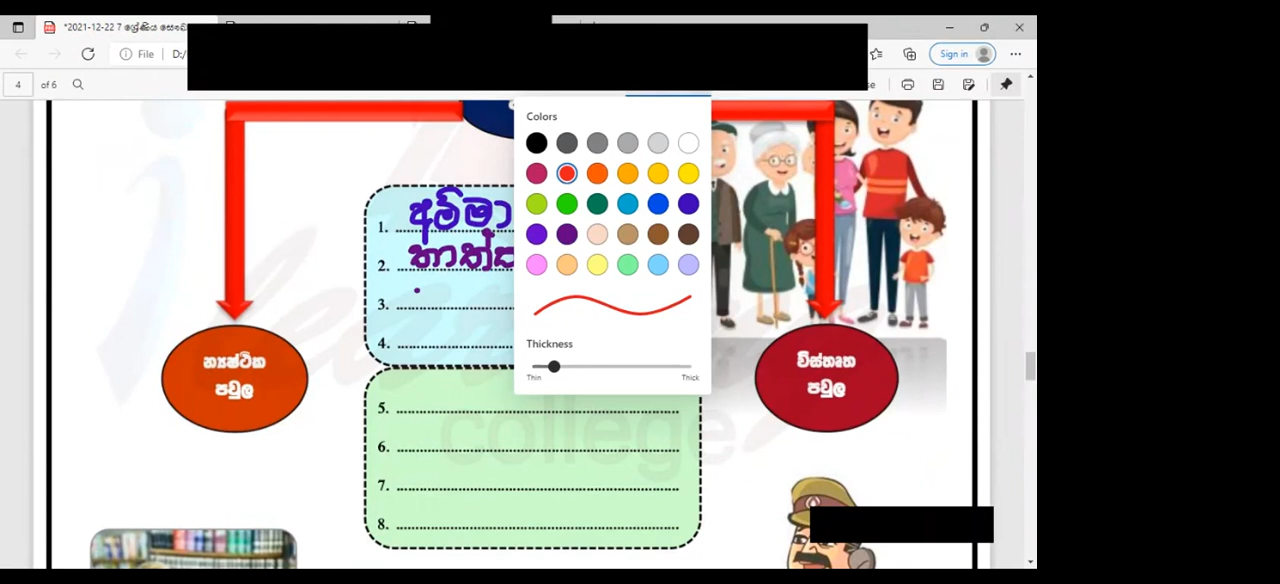 *2021-12-22 7 ශ්‍රේණිය සෞඛ්‍ය
File D:/
Sign in
4 of 6
Colors
Thickness
Thin Thick
1. අම්මා
2. තාත්තා
3.
4.
5.
6.
7.
8.
න්‍යෂ්ටික
පවුල
විස්තෘත
පවුල
college